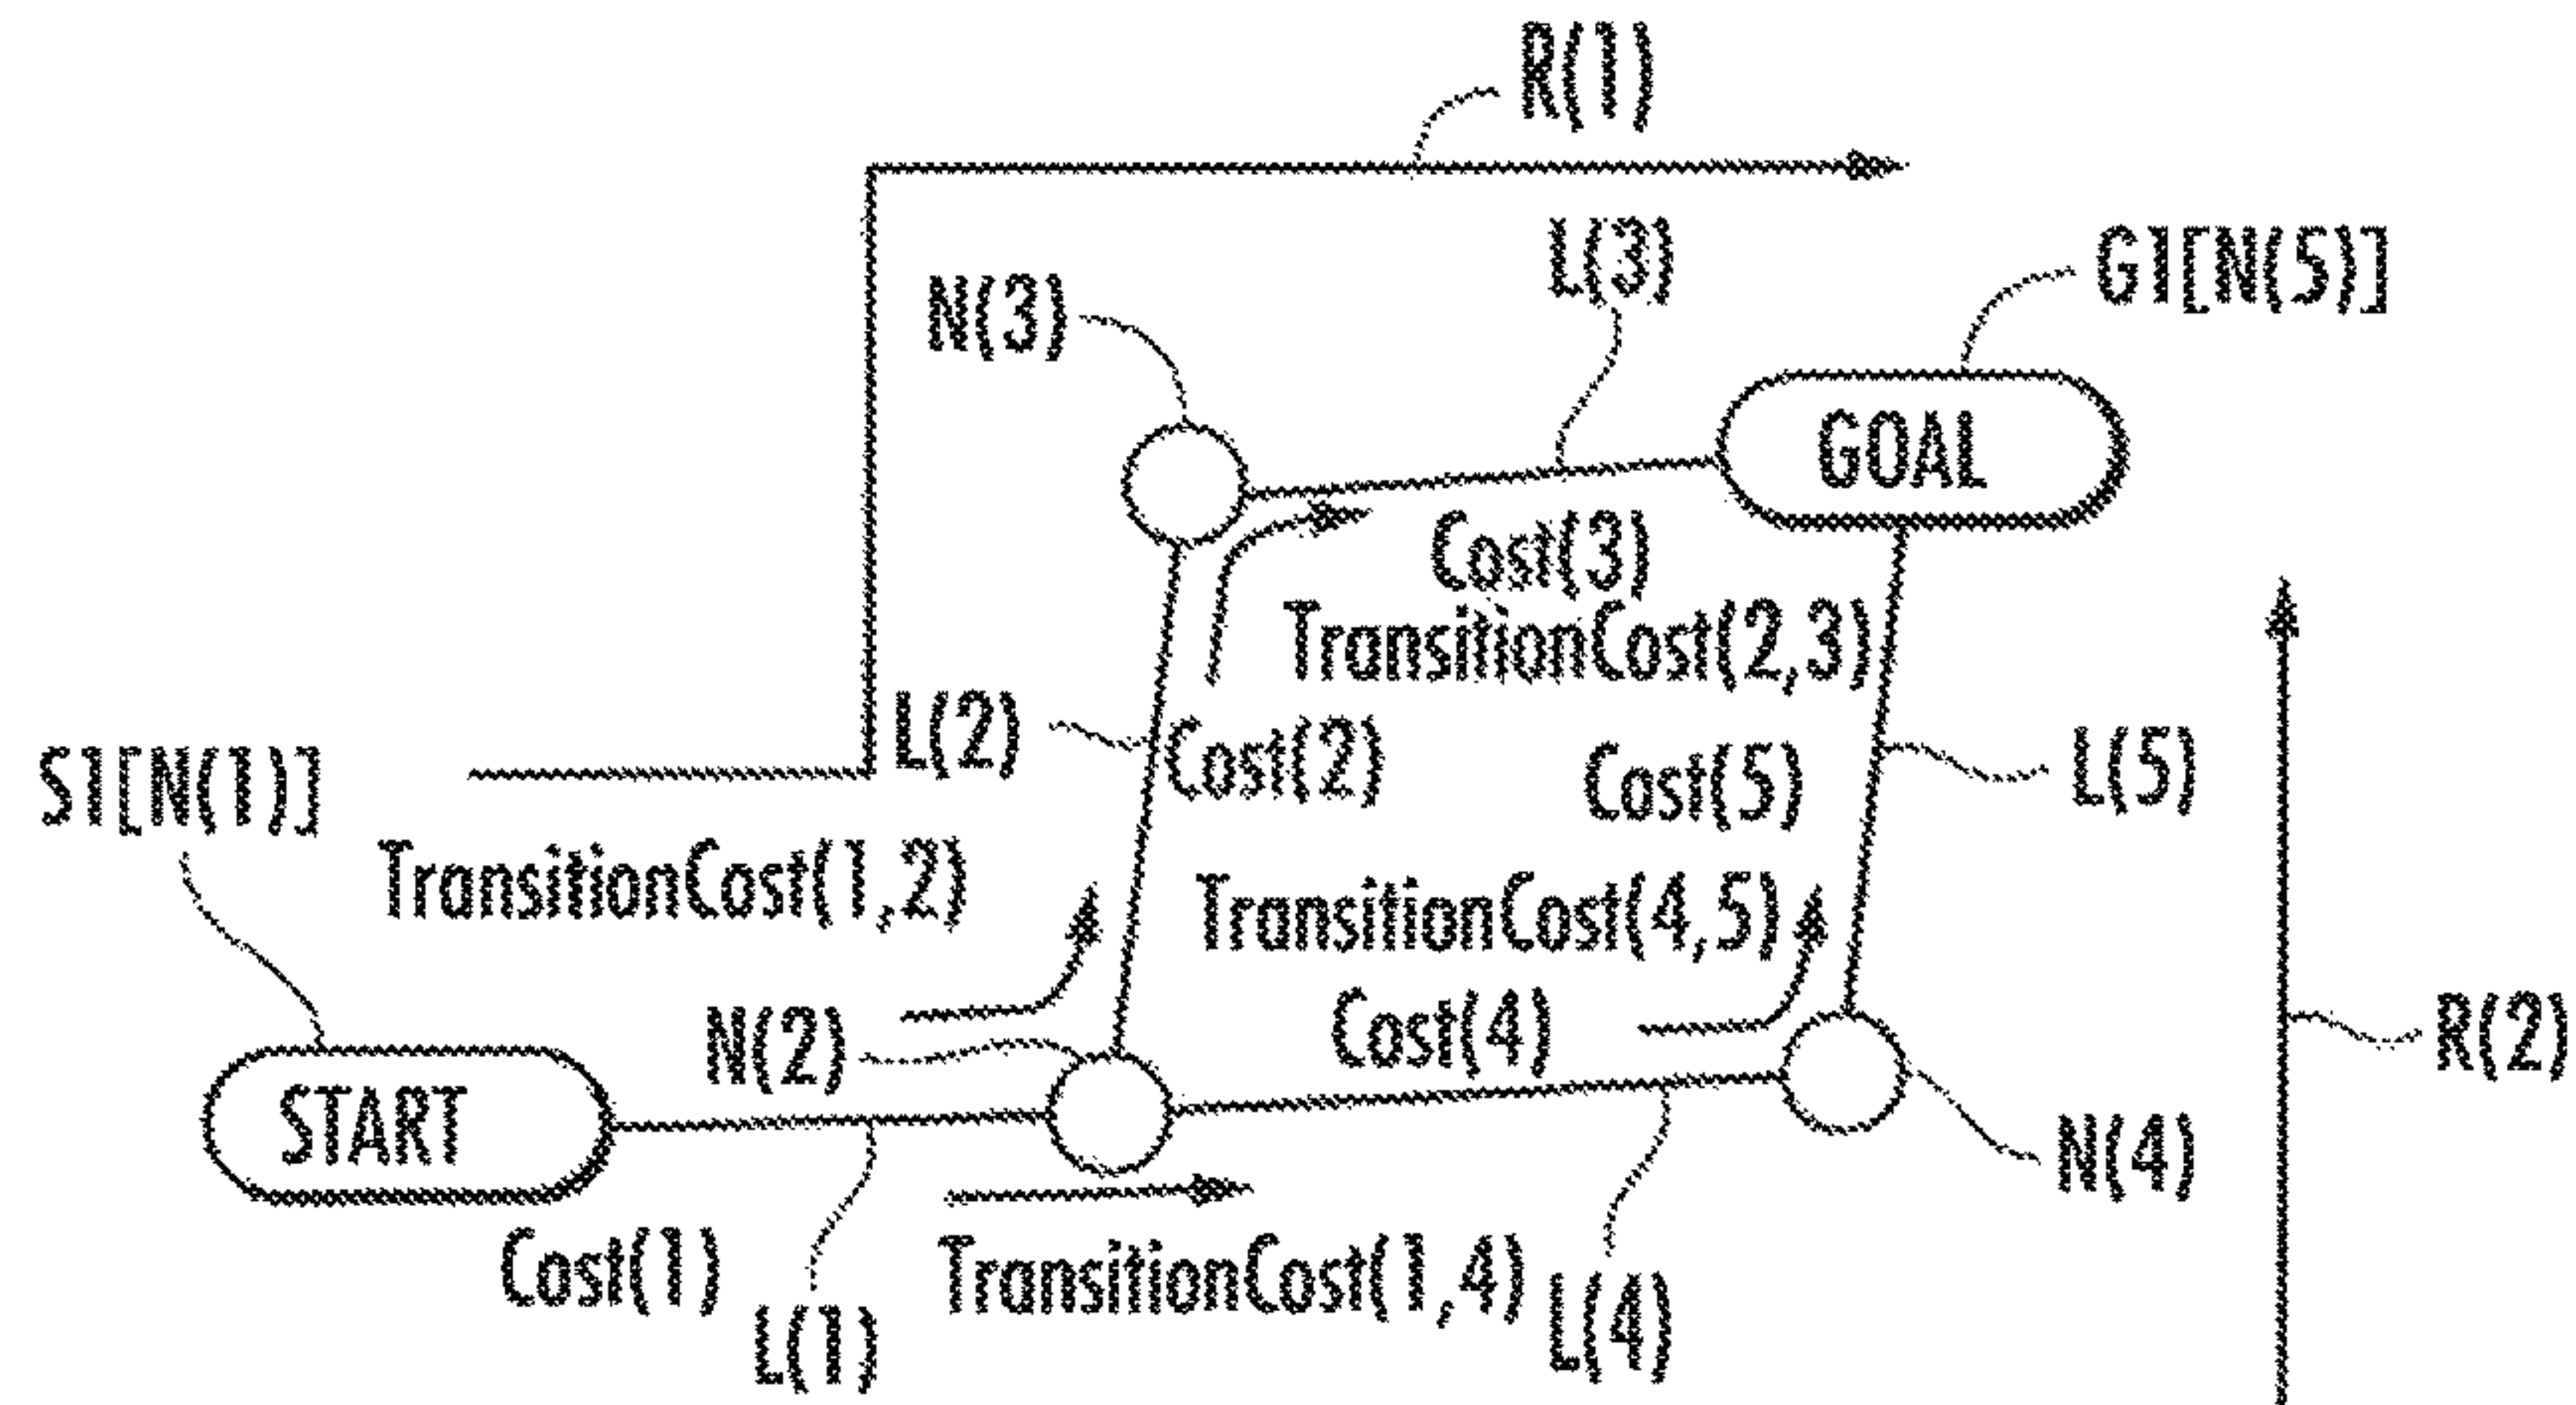 R(1)
L(3)
G1[N(5)]
N(3)
GOAL
Cost(3)
TransitionCost(2,3)
L(2)
Cost(2)
Cost(5)
L(5)
S1[N(1)]
TransitionCost(1,2)
TransitionCost(4,5)
N(2)
Cost(4)
R(2)
START
N(4)
Cost(1)
TransitionCost(1,4)
L(1)
L(4)